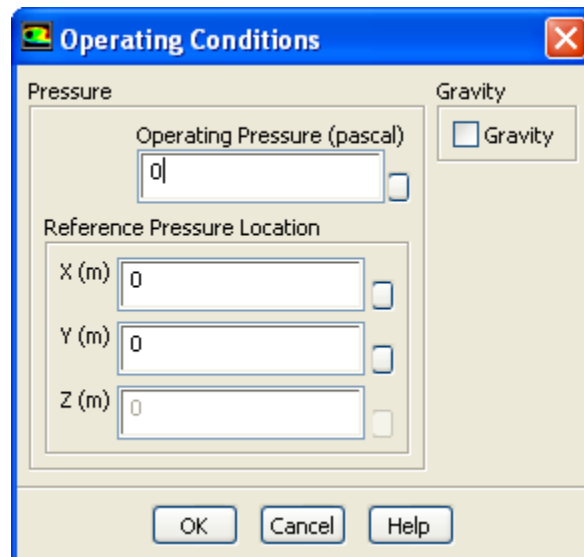 Operating Conditions
Pressure
Operating Pressure (pascal)
0
Reference Pressure Location
X (m) 0
Y (m) 0
Z (m) 0
Gravity
Gravity
OK Cancel Help